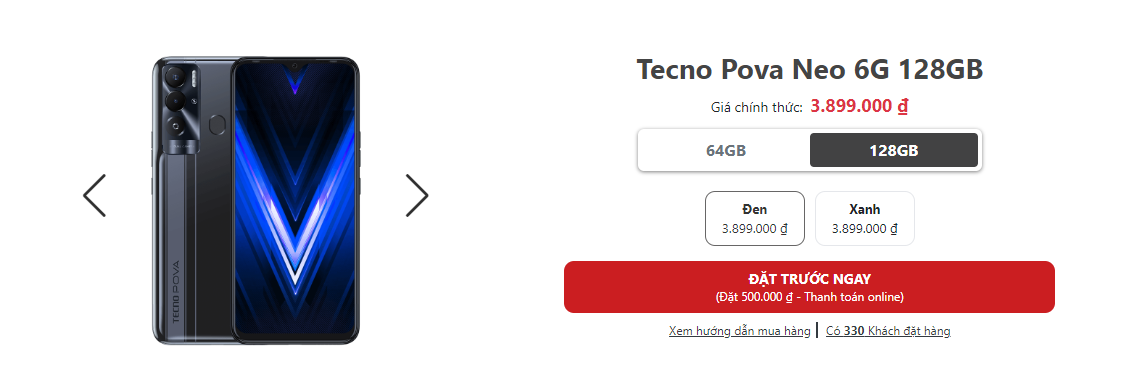 Tecno Pova Neo 6G 128GB
Giá chính thức: 3.899.000 ₫
64GB
128GB
Đen
3.899.000 ₫
Xanh
3.899.000 ₫
ĐẶT TRƯỚC NGAY
(Đặt 500.000 ₫ - Thanh toán online)
Xem hướng dẫn mua hàng | Có 330 Khách đặt hàng
TECNO POVA